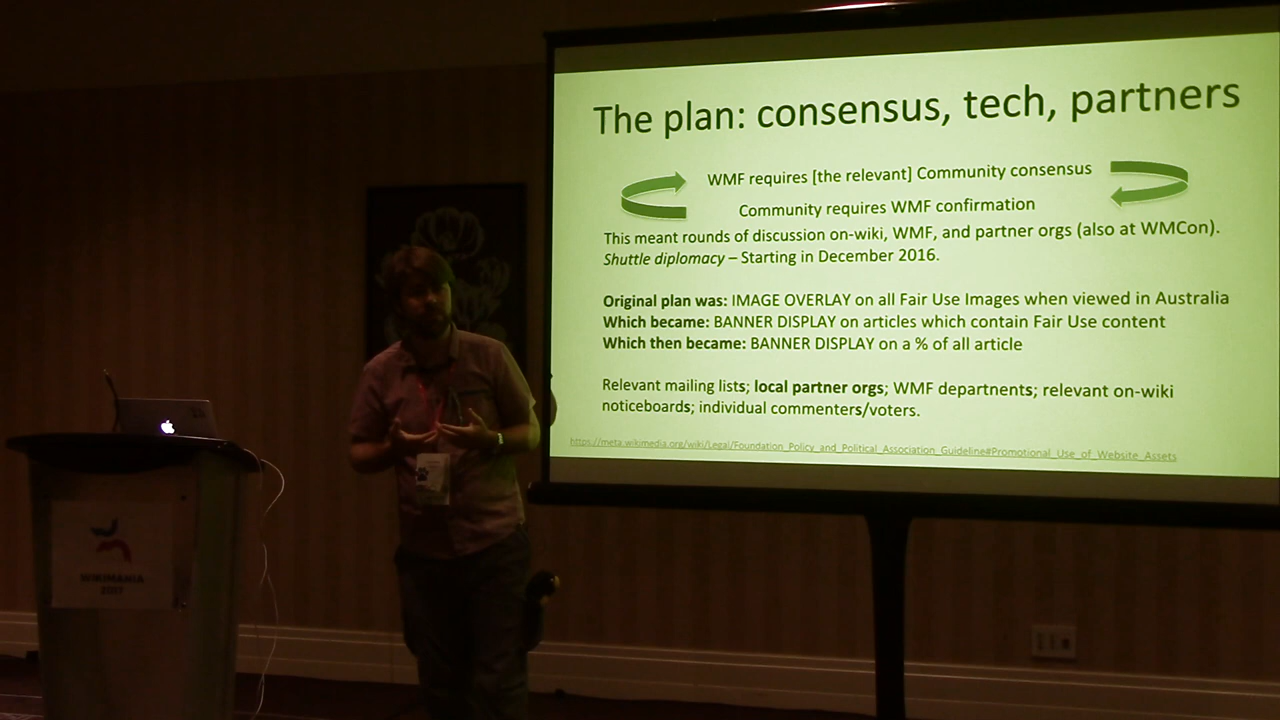 The plan: consensus, tech, partners
WMF requires [the relevant] Community consensus
Community requires WMF confirmation
This meant rounds of discussion on-wiki, WMF, and partner orgs (also at WMCon).
Shuttle diplomacy – Starting in December 2016.
Original plan was: IMAGE OVERLAY on all Fair Use Images when viewed in Australia
Which became: BANNER DISPLAY on articles which contain Fair Use content
Which then became: BANNER DISPLAY on a % of all article
Relevant mailing lists; local partner orgs; WMF departnents; relevant on-wiki
noticeboards; individual commenters/voters.
https://meta.wikimedia.org/wiki/Legal/Foundation_Policy_and_Political_Association_Guideline#Promotional_Use_of_Website_Assets
WIKIMANIA
2017